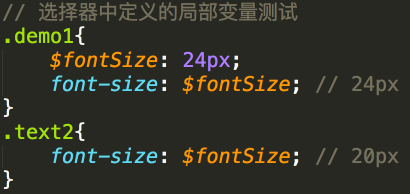 // 选择器中定义的局部变量测试
.demo1{
    $fontSize: 24px;
    font-size: $fontSize; // 24px
}
.text2{
    font-size: $fontSize; // 20px
}